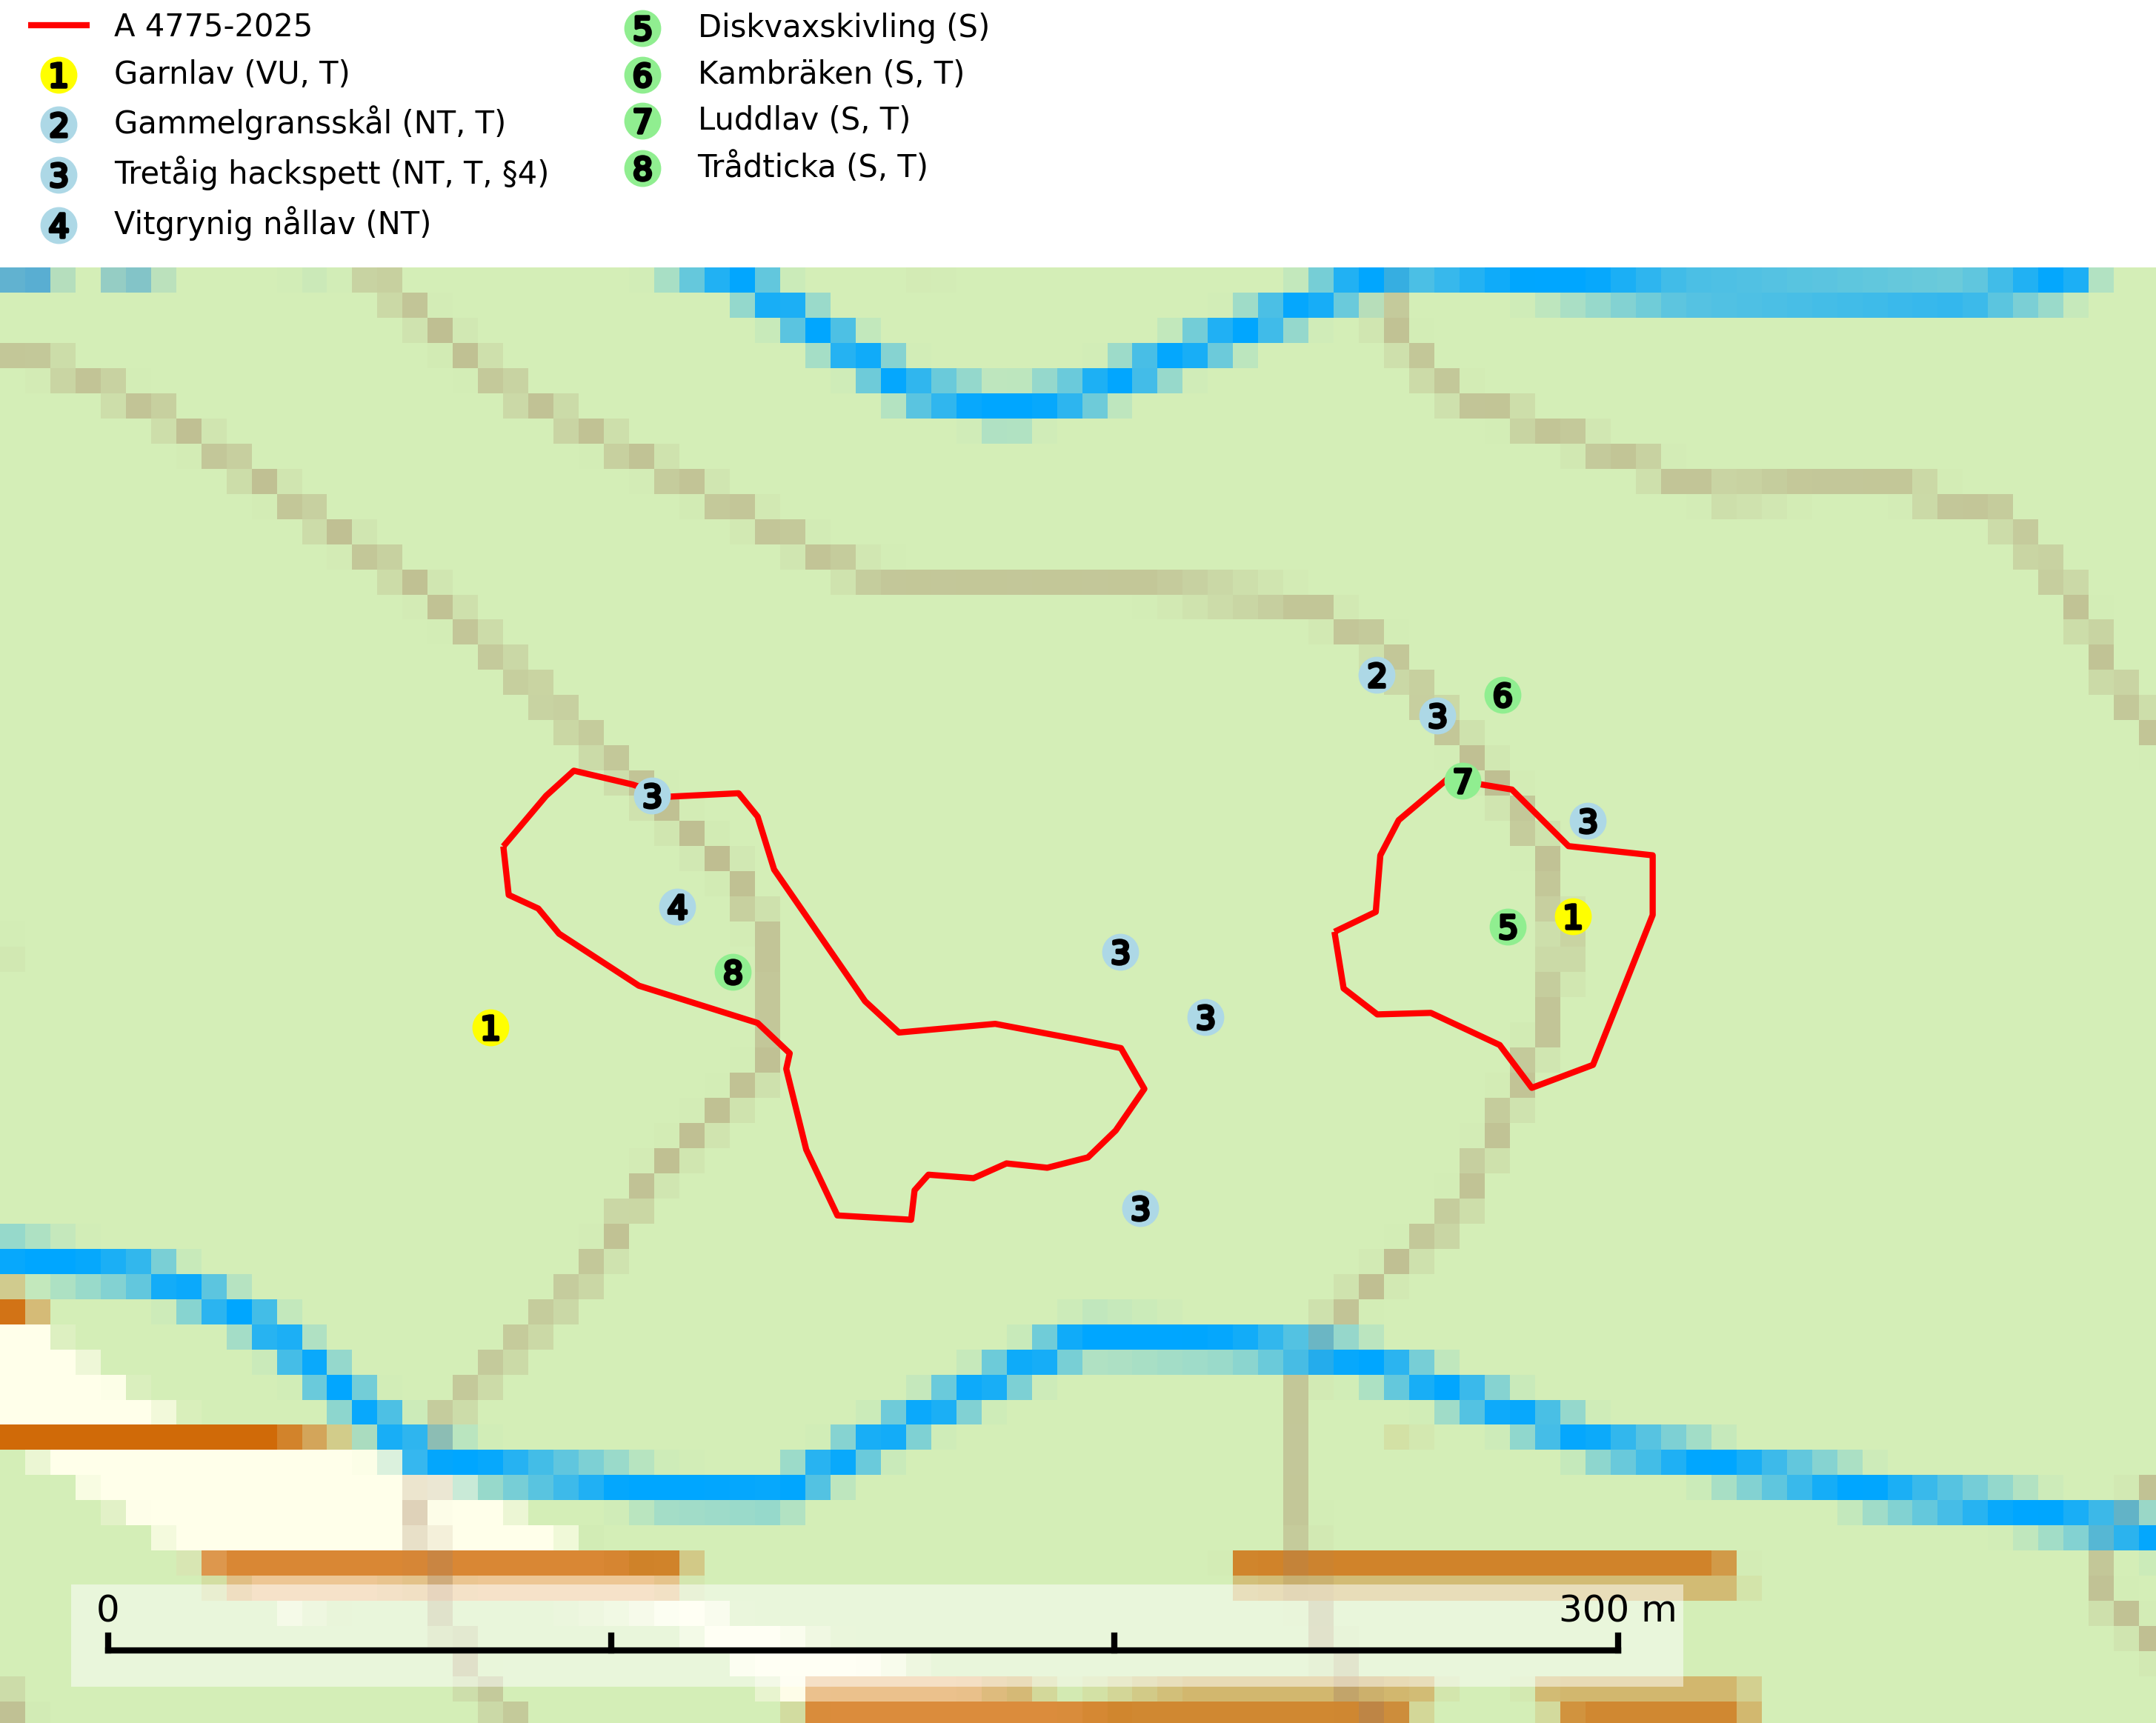 A 4775-2025
1 Garnlav (VU, T)
2 Gammelgransskål (NT, T)
3 Tretåig hackspett (NT, T, §4)
4 Vitgrynig nållav (NT)
5 Diskvaxskivling (S)
6 Kambräken (S, T)
7 Luddlav (S, T)
8 Trådticka (S, T)
2
6
3
7
3
3
4
1
5
3
8
3
1
3
0
300 m